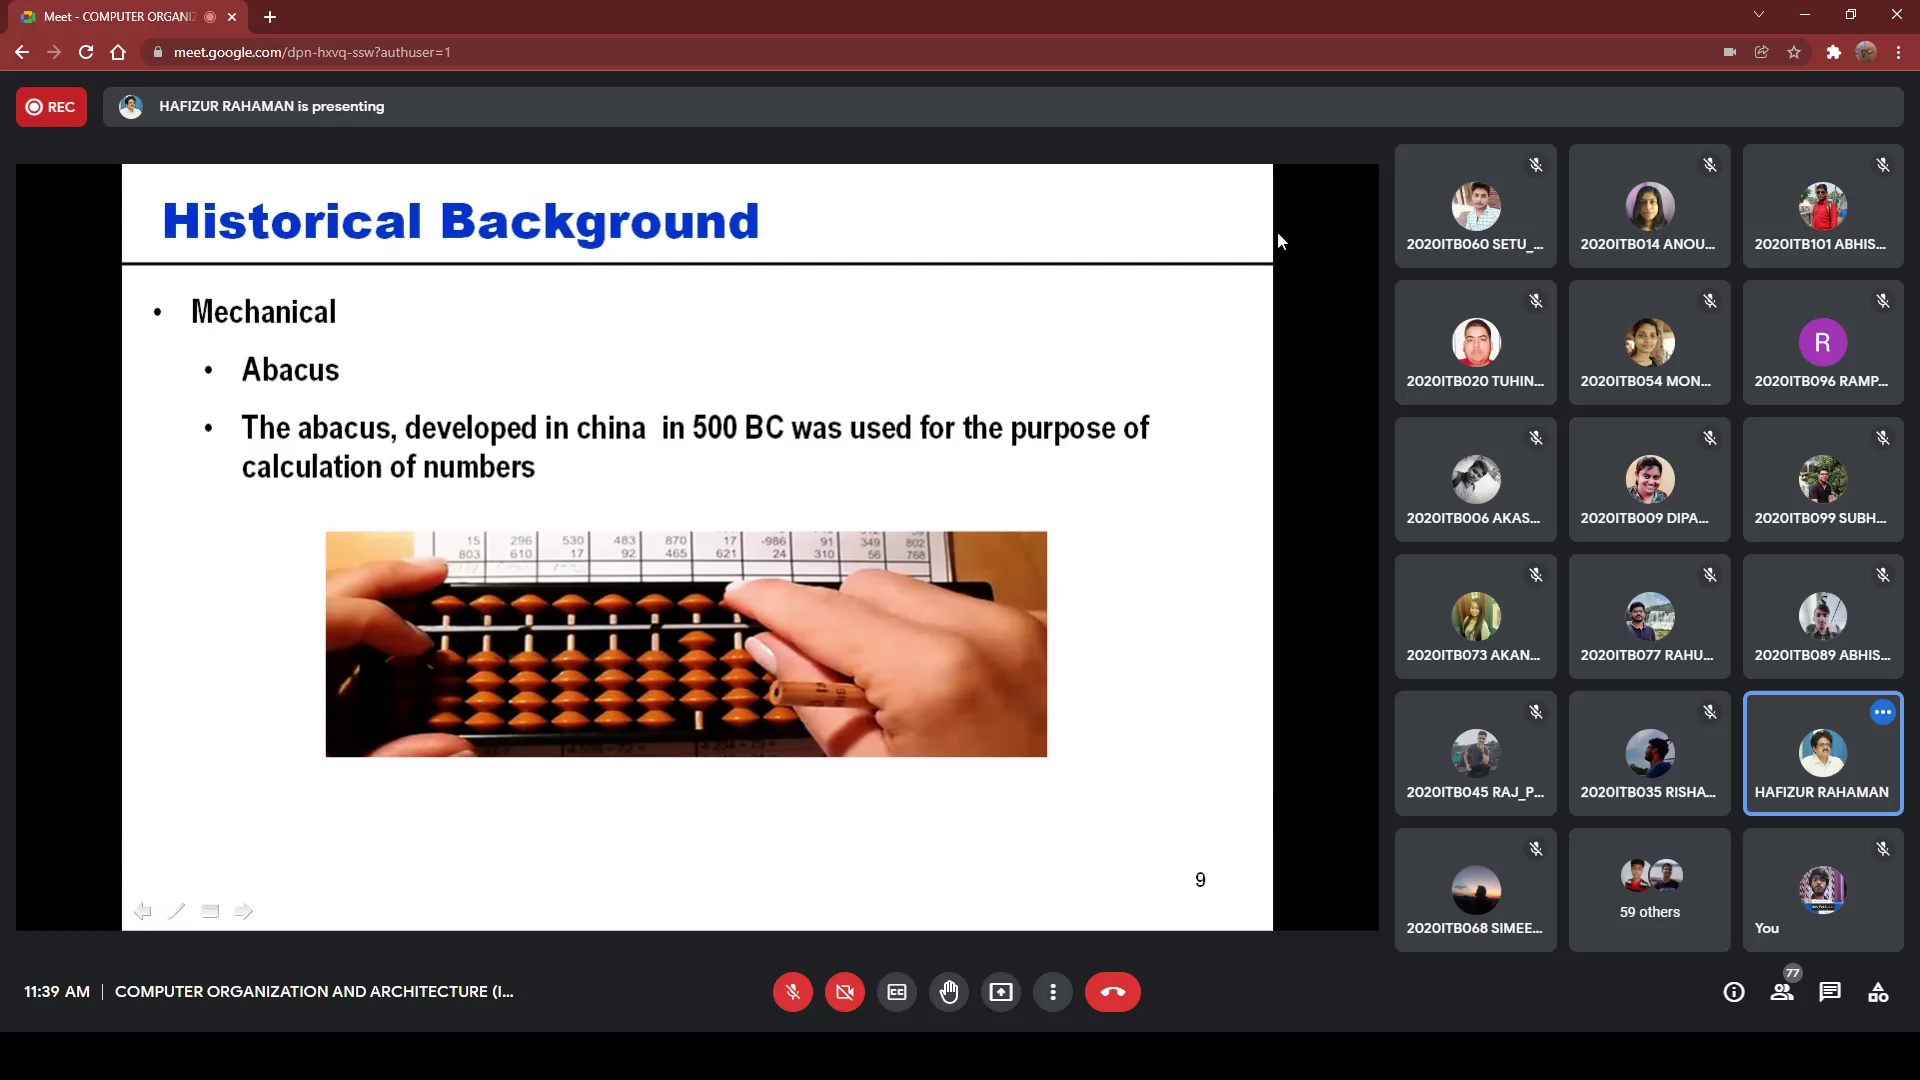 Meet - COMPUTER ORGANIZ
meet.google.com/dpn-hxvq-ssw?authuser=1
REC
HAFIZUR RAHAMAN is presenting
Historical Background
• Mechanical
• Abacus
• The abacus, developed in china in 500 BC was used for the purpose of
calculation of numbers
15 296 530 483 870 17 -986 91 349 802
803 610 17 92 465 621 24 310 56 768
9
2020ITB060 SETU_...
2020ITB014 ANOU...
2020ITB101 ABHIS...
2020ITB020 TUHIN...
2020ITB054 MON...
R
2020ITB096 RAMP...
2020ITB006 AKAS...
2020ITB009 DIPA...
2020ITB099 SUBH...
2020ITB073 AKAN...
2020ITB077 RAHU...
2020ITB089 ABHIS...
2020ITB045 RAJ_P...
2020ITB035 RISHA...
HAFIZUR RAHAMAN
2020ITB068 SIMEE...
59 others
You
11:39 AM | COMPUTER ORGANIZATION AND ARCHITECTURE (I...
77